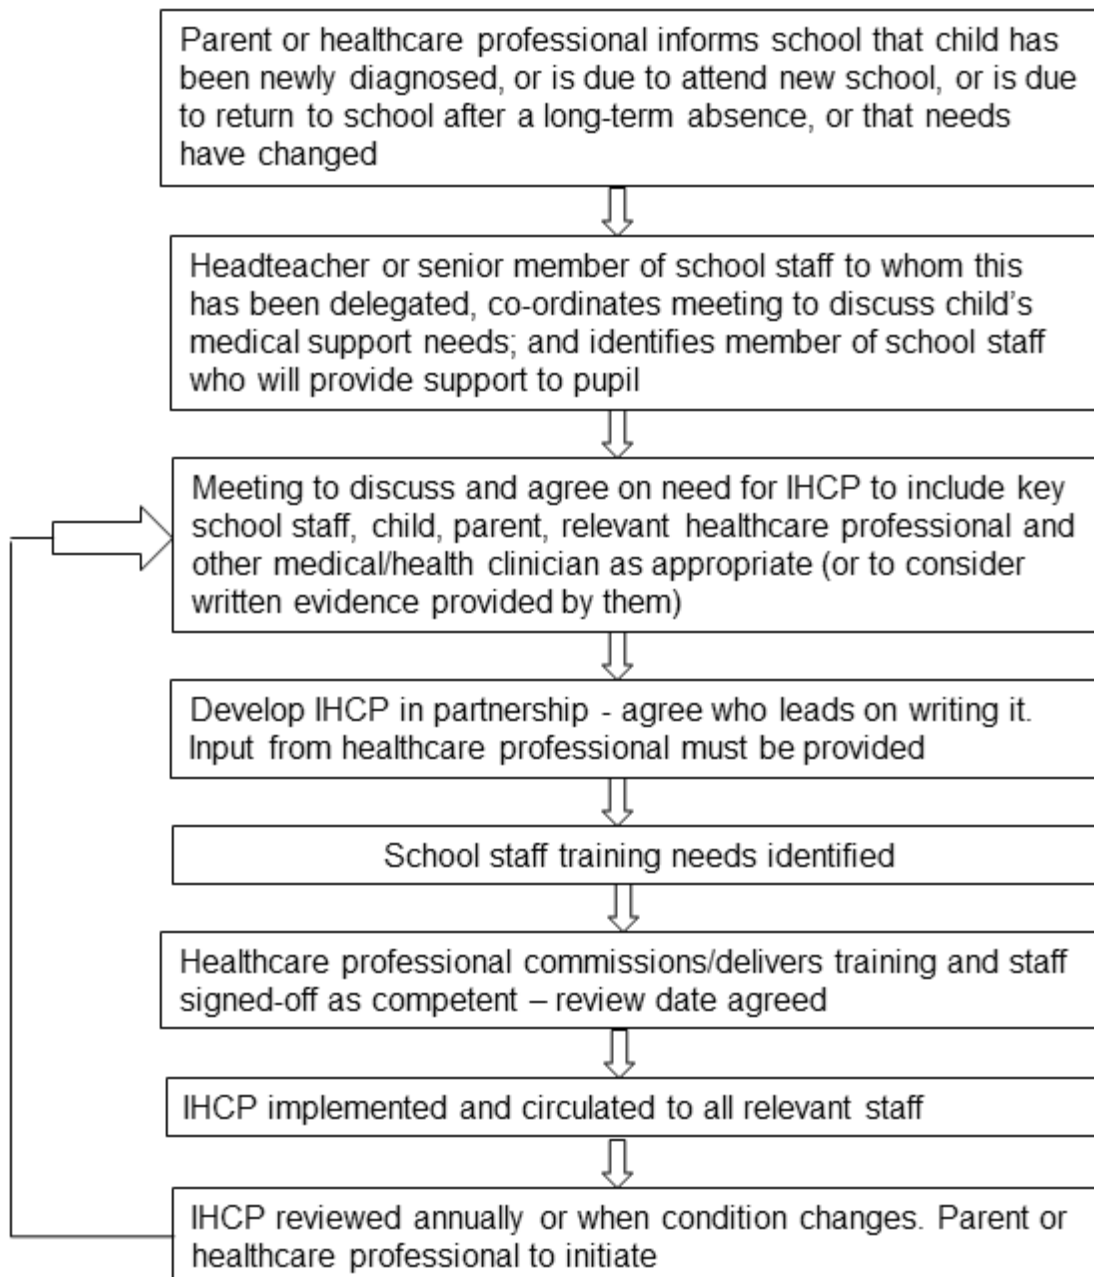 Parent or healthcare professional informs school that child has
been newly diagnosed, or is due to attend new school, or is due
to return to school after a long-term absence, or that needs
have changed
Headteacher or senior member of school staff to whom this
has been delegated, co-ordinates meeting to discuss child's
medical support needs; and identifies member of school staff
who will provide support to pupil
Meeting to discuss and agree on need for IHCP to include key
school staff, child, parent, relevant healthcare professional and
other medical/health clinician as appropriate (or to consider
written evidence provided by them)
Develop IHCP in partnership - agree who leads on writing it.
Input from healthcare professional must be provided
School staff training needs identified
Healthcare professional commissions/delivers training and staff
signed-off as competent – review date agreed
IHCP implemented and circulated to all relevant staff
IHCP reviewed annually or when condition changes. Parent or
healthcare professional to initiate